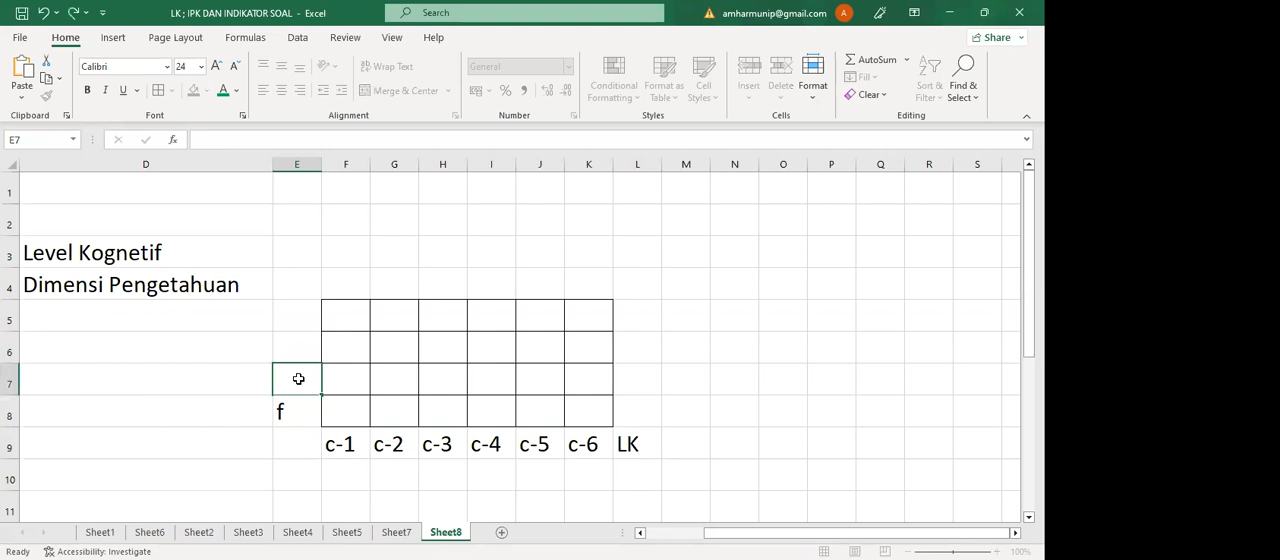 LK ; IPK DAN INDIKATOR SOAL - Excel
Search
amharmunip@gmail.com
A
File
Home
Insert
Page Layout
Formulas
Data
Review
View
Help
Share
Paste
Clipboard
Calibri
24
B I U
Font
Wrap Text
Merge & Center
Alignment
General
% 
Number
Conditional Formatting
Format as Table
Cell Styles
Styles
Insert
Delete
Format
Cells
AutoSum
Fill
Clear
Sort & Filter
Find & Select
Editing
E7
fx
D E F G H I J K L M N O P Q R S
1
2
3 Level Kognetif
4 Dimensi Pengetahuan
5
6
7
8 f
9 c-1 c-2 c-3 c-4 c-5 c-6 LK
10
11
Sheet1 Sheet6 Sheet2 Sheet3 Sheet4 Sheet5 Sheet7 Sheet8
Ready Accessibility: Investigate 100%